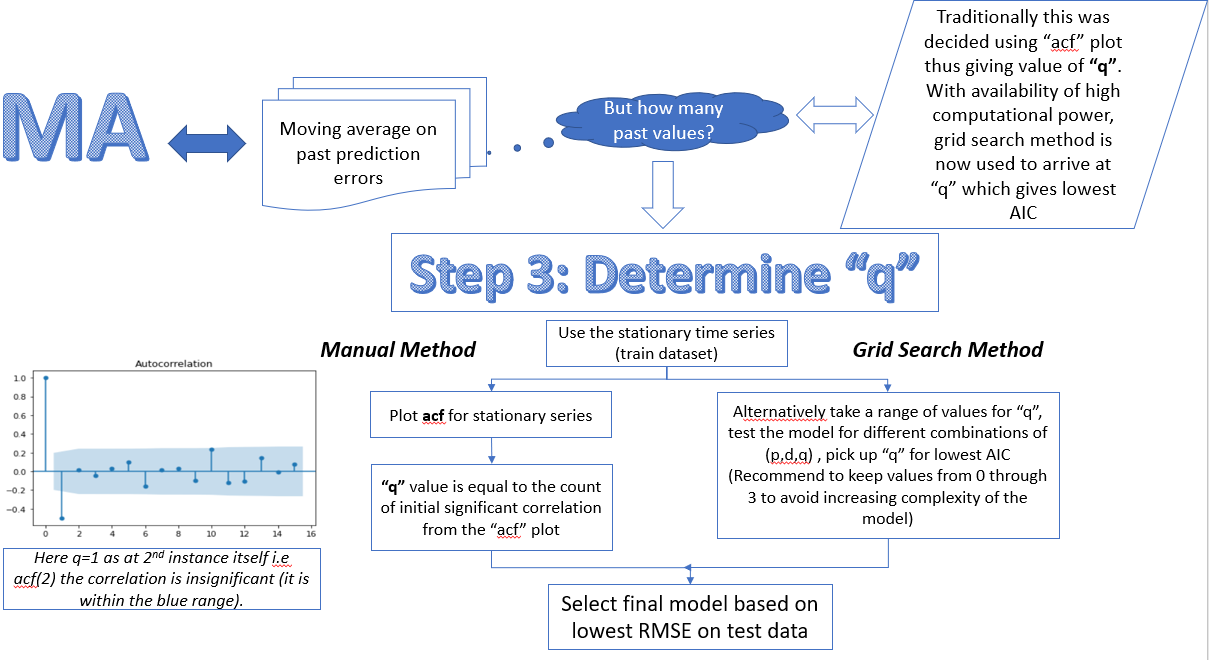 MA
Moving average on
past prediction
errors
But how many
past values?
Traditionally this was
decided using “acf” plot
thus giving value of “q”.
With availability of high
computational power,
grid search method is
now used to arrive at
“q” which gives lowest
AIC
Step 3: Determine “q”
Manual Method
Use the stationary time series
(train dataset)
Grid Search Method
Plot acf for stationary series
“q” value is equal to the count
of initial significant correlation
from the “acf” plot
Alternatively take a range of values for “q”,
test the model for different combinations of
(p,d,q) , pick up “q” for lowest AIC
(Recommend to keep values from 0 through
3 to avoid increasing complexity of the
model)
Autocorrelation
1.0
0.8
0.6
0.4
0.2
0.0
−0.2
−0.4
0 2 4 6 8 10 12 14 16
Here q=1 as at 2nd instance itself i.e
acf(2) the correlation is insignificant (it is
within the blue range).
Select final model based on
lowest RMSE on test data